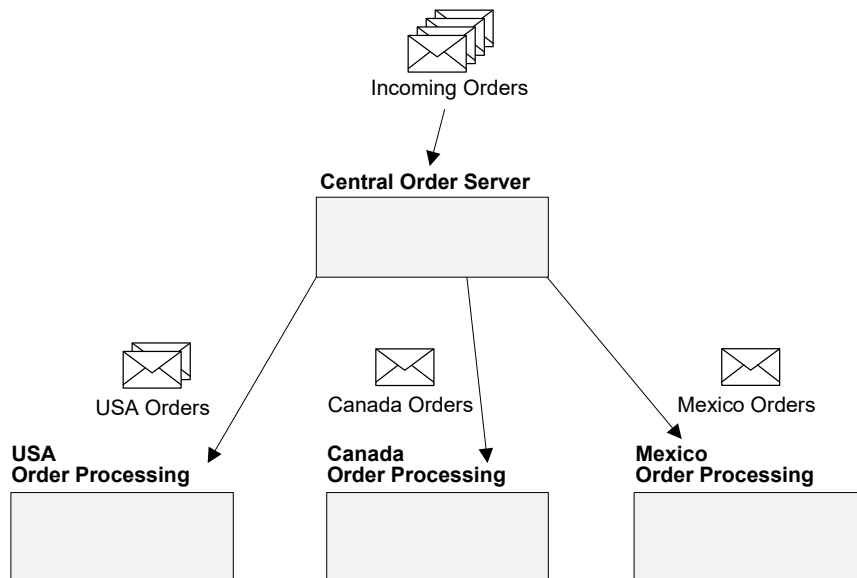 Incoming Orders
Central Order Server
USA Orders
Canada Orders
Mexico Orders
USA
Order Processing
Canada
Order Processing
Mexico
Order Processing